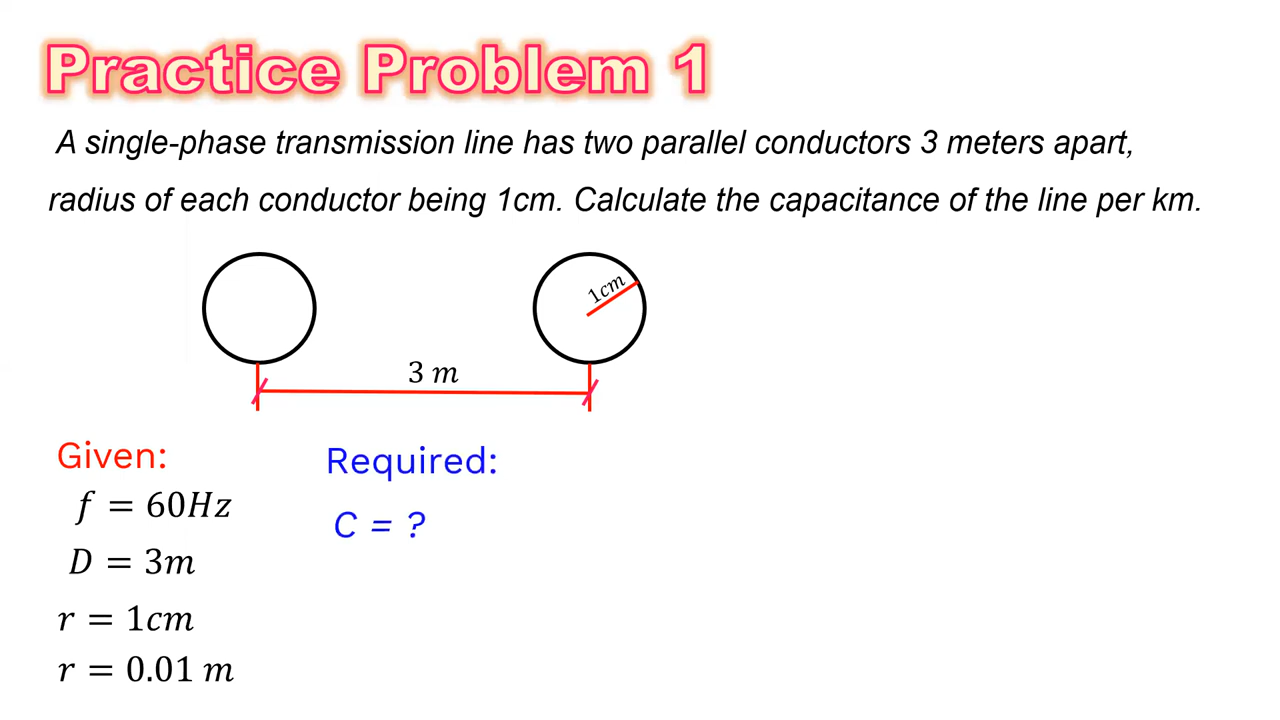 Practice Problem 1
A single-phase transmission line has two parallel conductors 3 meters apart,
radius of each conductor being 1cm. Calculate the capacitance of the line per km.
1cm
3 m
Given:
f = 60Hz
D = 3m
r = 1cm
r = 0.01 m
Required:
C = ?